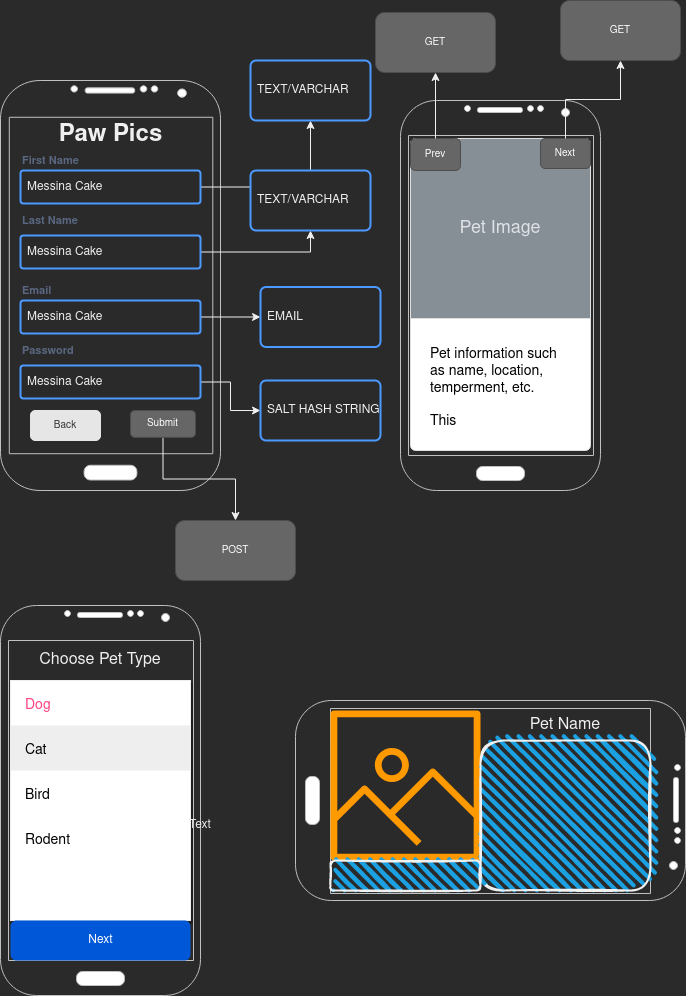 Paw Pics
First Name
Messina Cake
Last Name
Messina Cake
Email
Messina Cake
Password
Messina Cake
Back
Submit
TEXT/VARCHAR
TEXT/VARCHAR
EMAIL
SALT HASH STRING
POST
GET
GET
Prev
Next
Pet Image
Pet information such
as name, location,
temperment, etc.
This
Choose Pet Type
Dog
Cat
Bird
Rodent
Text
Next
Pet Name